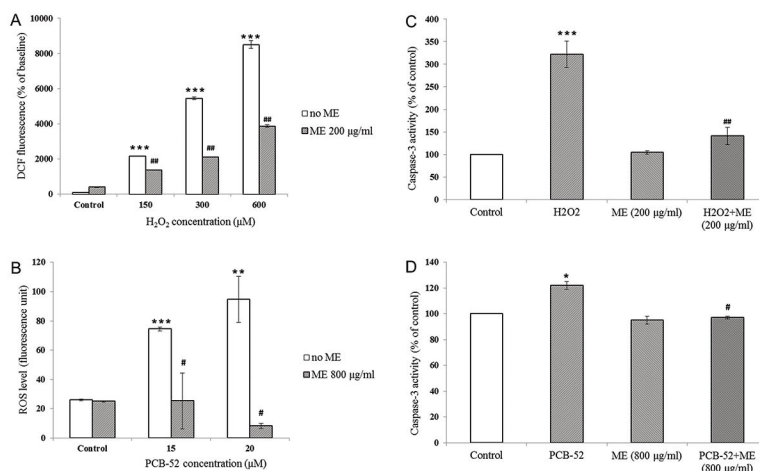 A
DCF fluorescence (% of baseline)
10000
8000
6000
4000
2000
0
***
***
***
##
##
##
no ME
ME 200 μg/ml
Control
150
300
600
H2O2 concentration (μM)
B
ROS level (fluorescence unit)
120
100
80
60
40
20
0
***
**
#
#
no ME
ME 800 μg/ml
Control
15
20
PCB-52 concentration (μM)
C
Caspase-3 activity (% of control)
400
350
300
250
200
150
100
50
0
***
##
Control
H2O2
ME (200 μg/ml)
H2O2+ME
(200 μg/ml)
D
Caspase-3 activity (% of control)
140
120
100
80
60
40
20
0
*
#
Control
PCB-52
ME (800 μg/ml)
PCB-52+ME
(800 μg/ml)